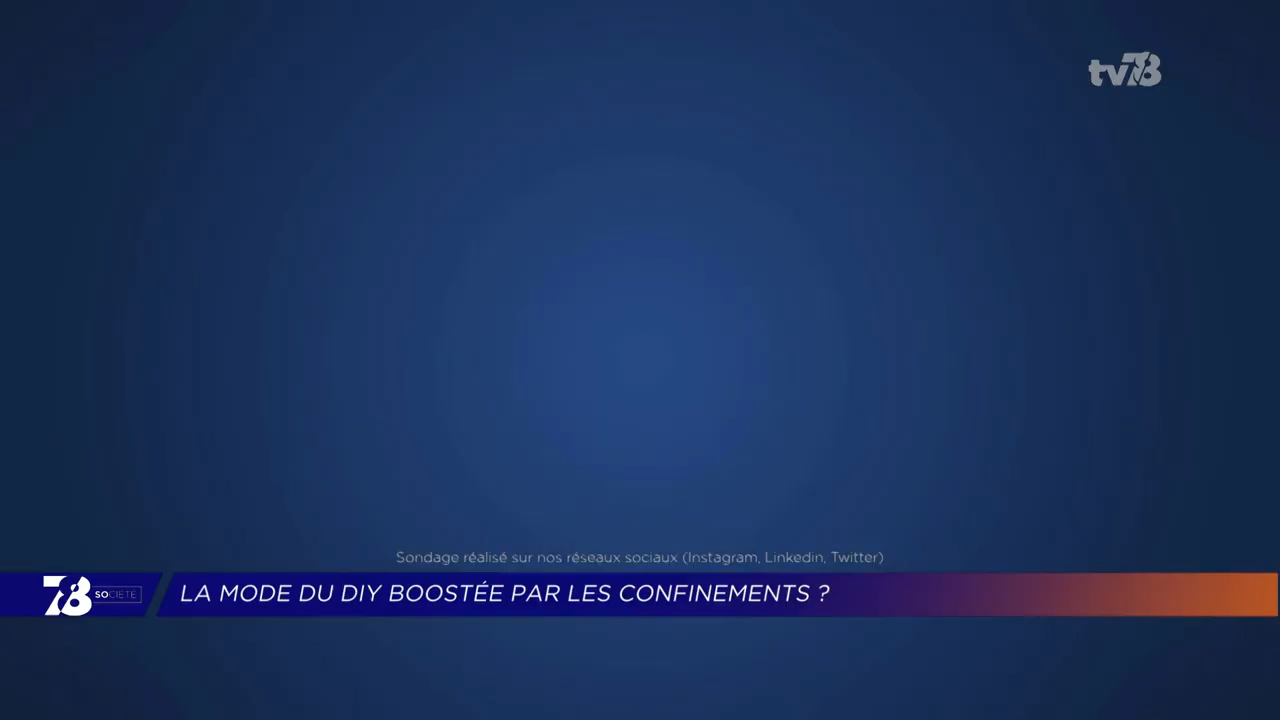 tv78
Sondage réalisé sur nos réseaux sociaux (Instagram, Linkedin, Twitter)
78 SOCIÉTÉ
LA MODE DU DIY BOOSTÉE PAR LES CONFINEMENTS ?